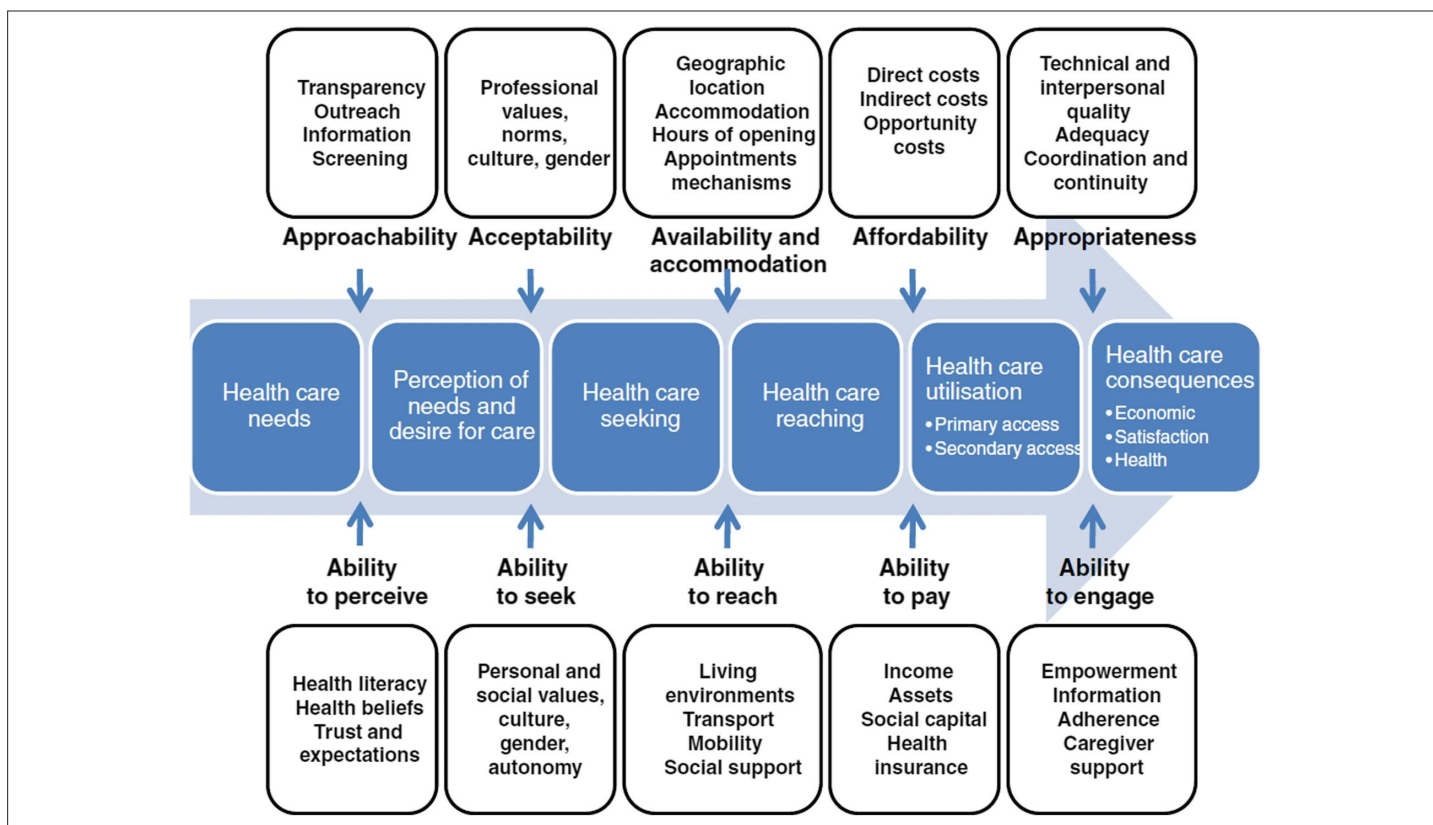 Transparency
Outreach
Information
Screening
Professional
values,
norms,
culture, gender
Geographic
location
Accommodation
Hours of opening
Appointments
mechanisms
Direct costs
Indirect costs
Opportunity
costs
Technical and
interpersonal
quality
Adequacy
Coordination and
continuity
Approachability
Acceptability
Availability and
accommodation
Affordability
Appropriateness
Health care
needs
Perception of
needs and
desire for care
Health care
seeking
Health care
reaching
Health care
utilisation
•Primary access
•Secondary access
Health care
consequences
•Economic
•Satisfaction
•Health
Ability
to perceive
Ability
to seek
Ability
to reach
Ability
to pay
Ability
to engage
Health literacy
Health beliefs
Trust and
expectations
Personal and
social values,
culture,
gender,
autonomy
Living
environments
Transport
Mobility
Social support
Income
Assets
Social capital
Health
insurance
Empowerment
Information
Adherence
Caregiver
support